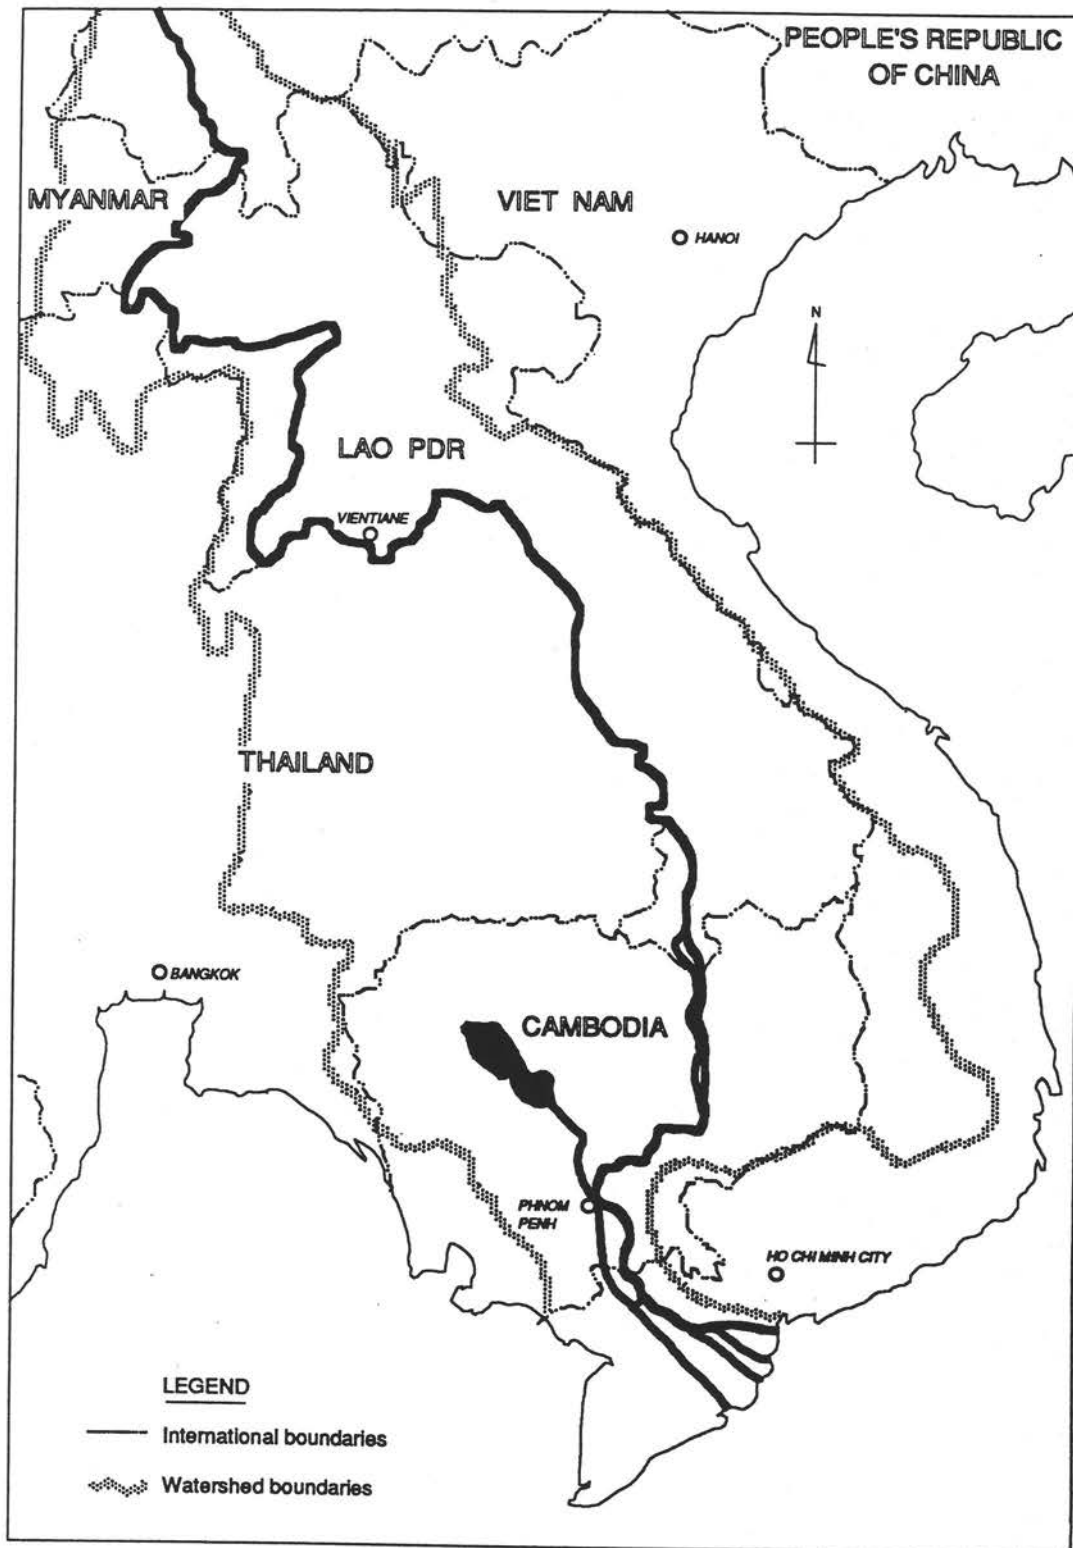 PEOPLE'S REPUBLIC
OF CHINA
MYANMAR
VIET NAM
HANOI
N
LAO PDR
VIENTIANE
THAILAND
BANGKOK
CAMBODIA
PHNOM
PENH
HO CHI MINH CITY
LEGEND
International boundaries
Watershed boundaries